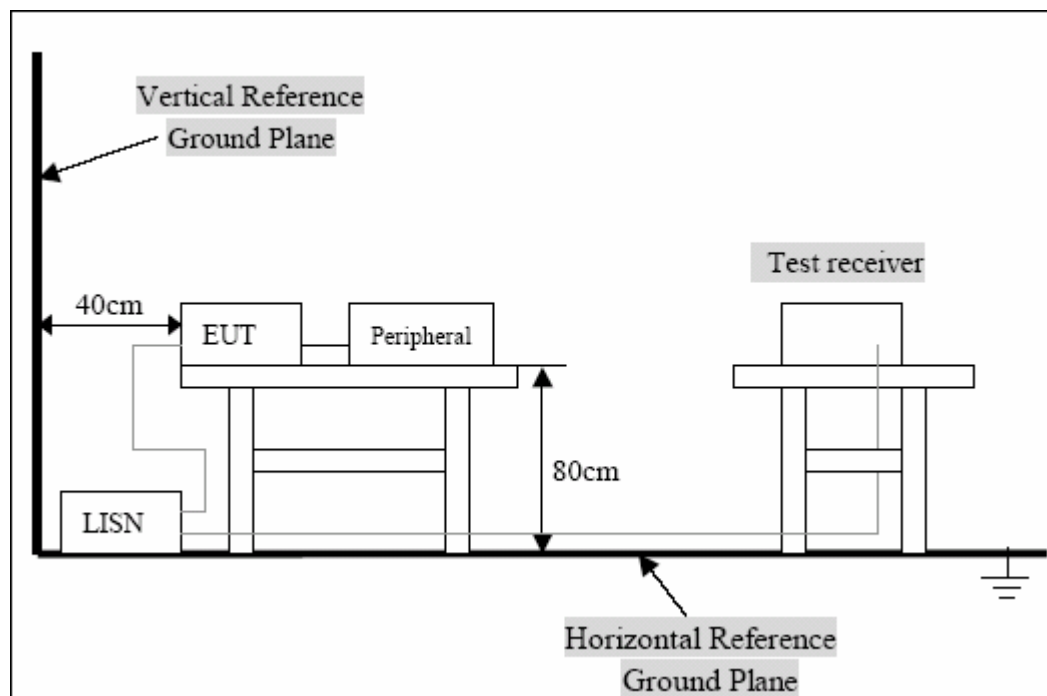 Vertical Reference
Ground Plane
Test receiver
40cm
EUT
Peripheral
80cm
LISN
Horizontal Reference
Ground Plane